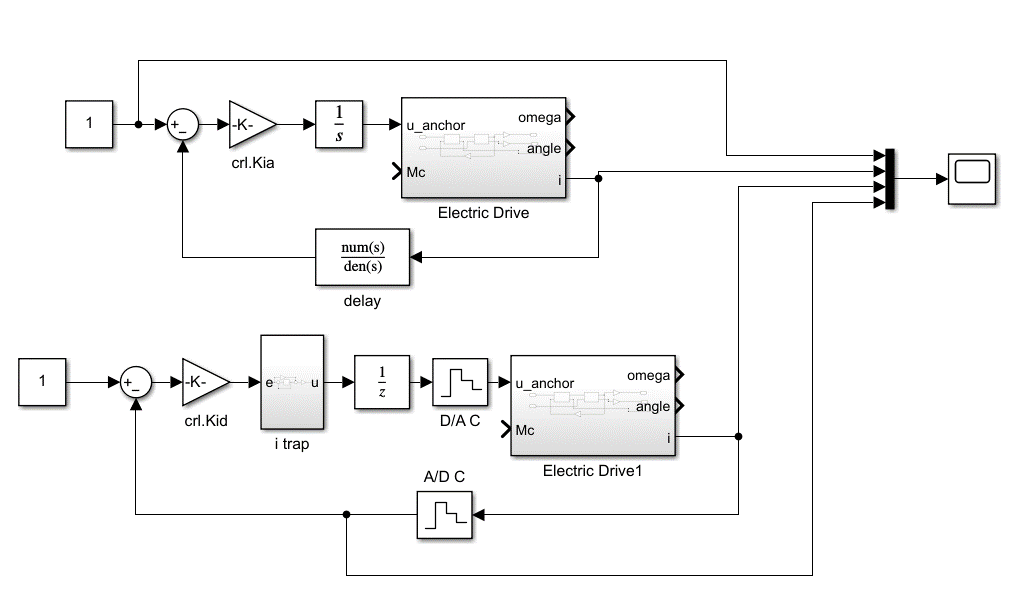 1
+
_
-K-
crl.Kia
1
s
u_anchor
Mc
omega
angle
i
Electric Drive
num(s)
den(s)
delay
1
+
_
-K-
crl.Kid
e
u
i trap
1
z
D/A C
u_anchor
Mc
omega
angle
i
Electric Drive1
A/D C